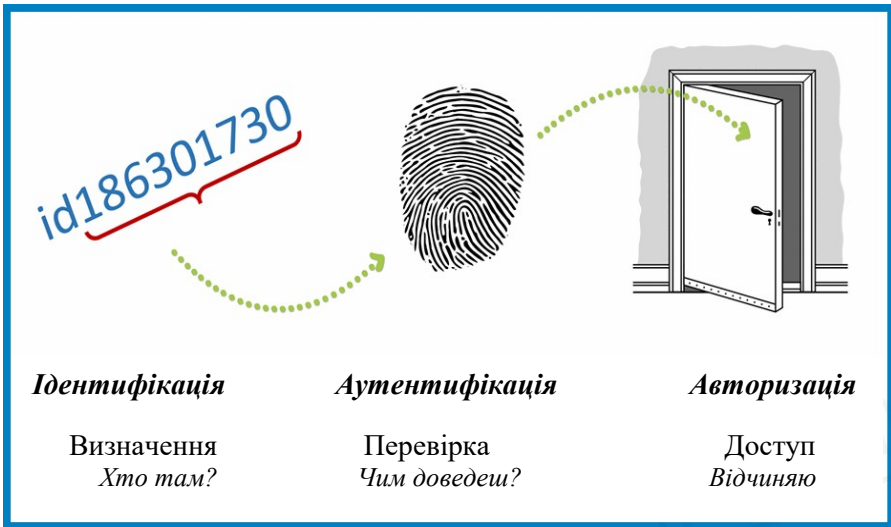 id186301730
Ідентифікація
Аутентифікація
Авторизація
Визначення
Перевірка
Доступ
Хто там?
Чим доведеш?
Відчиняю